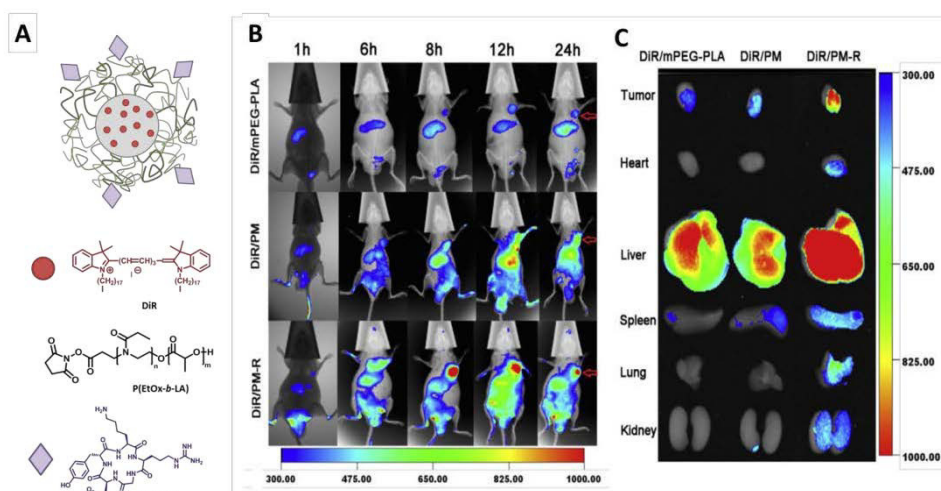 A
DiR
P(EtOx-b-LA)
B
1h 6h 8h 12h 24h
DiR/mPEG-PLA
DiR/PM
DiR/PM-R
300.00 475.00 650.00 825.00 1000.00
C
DiR/mPEG-PLA DiR/PM DiR/PM-R
Tumor
Heart
Liver
Spleen
Lung
Kidney
300.00
475.00
650.00
825.00
1000.00